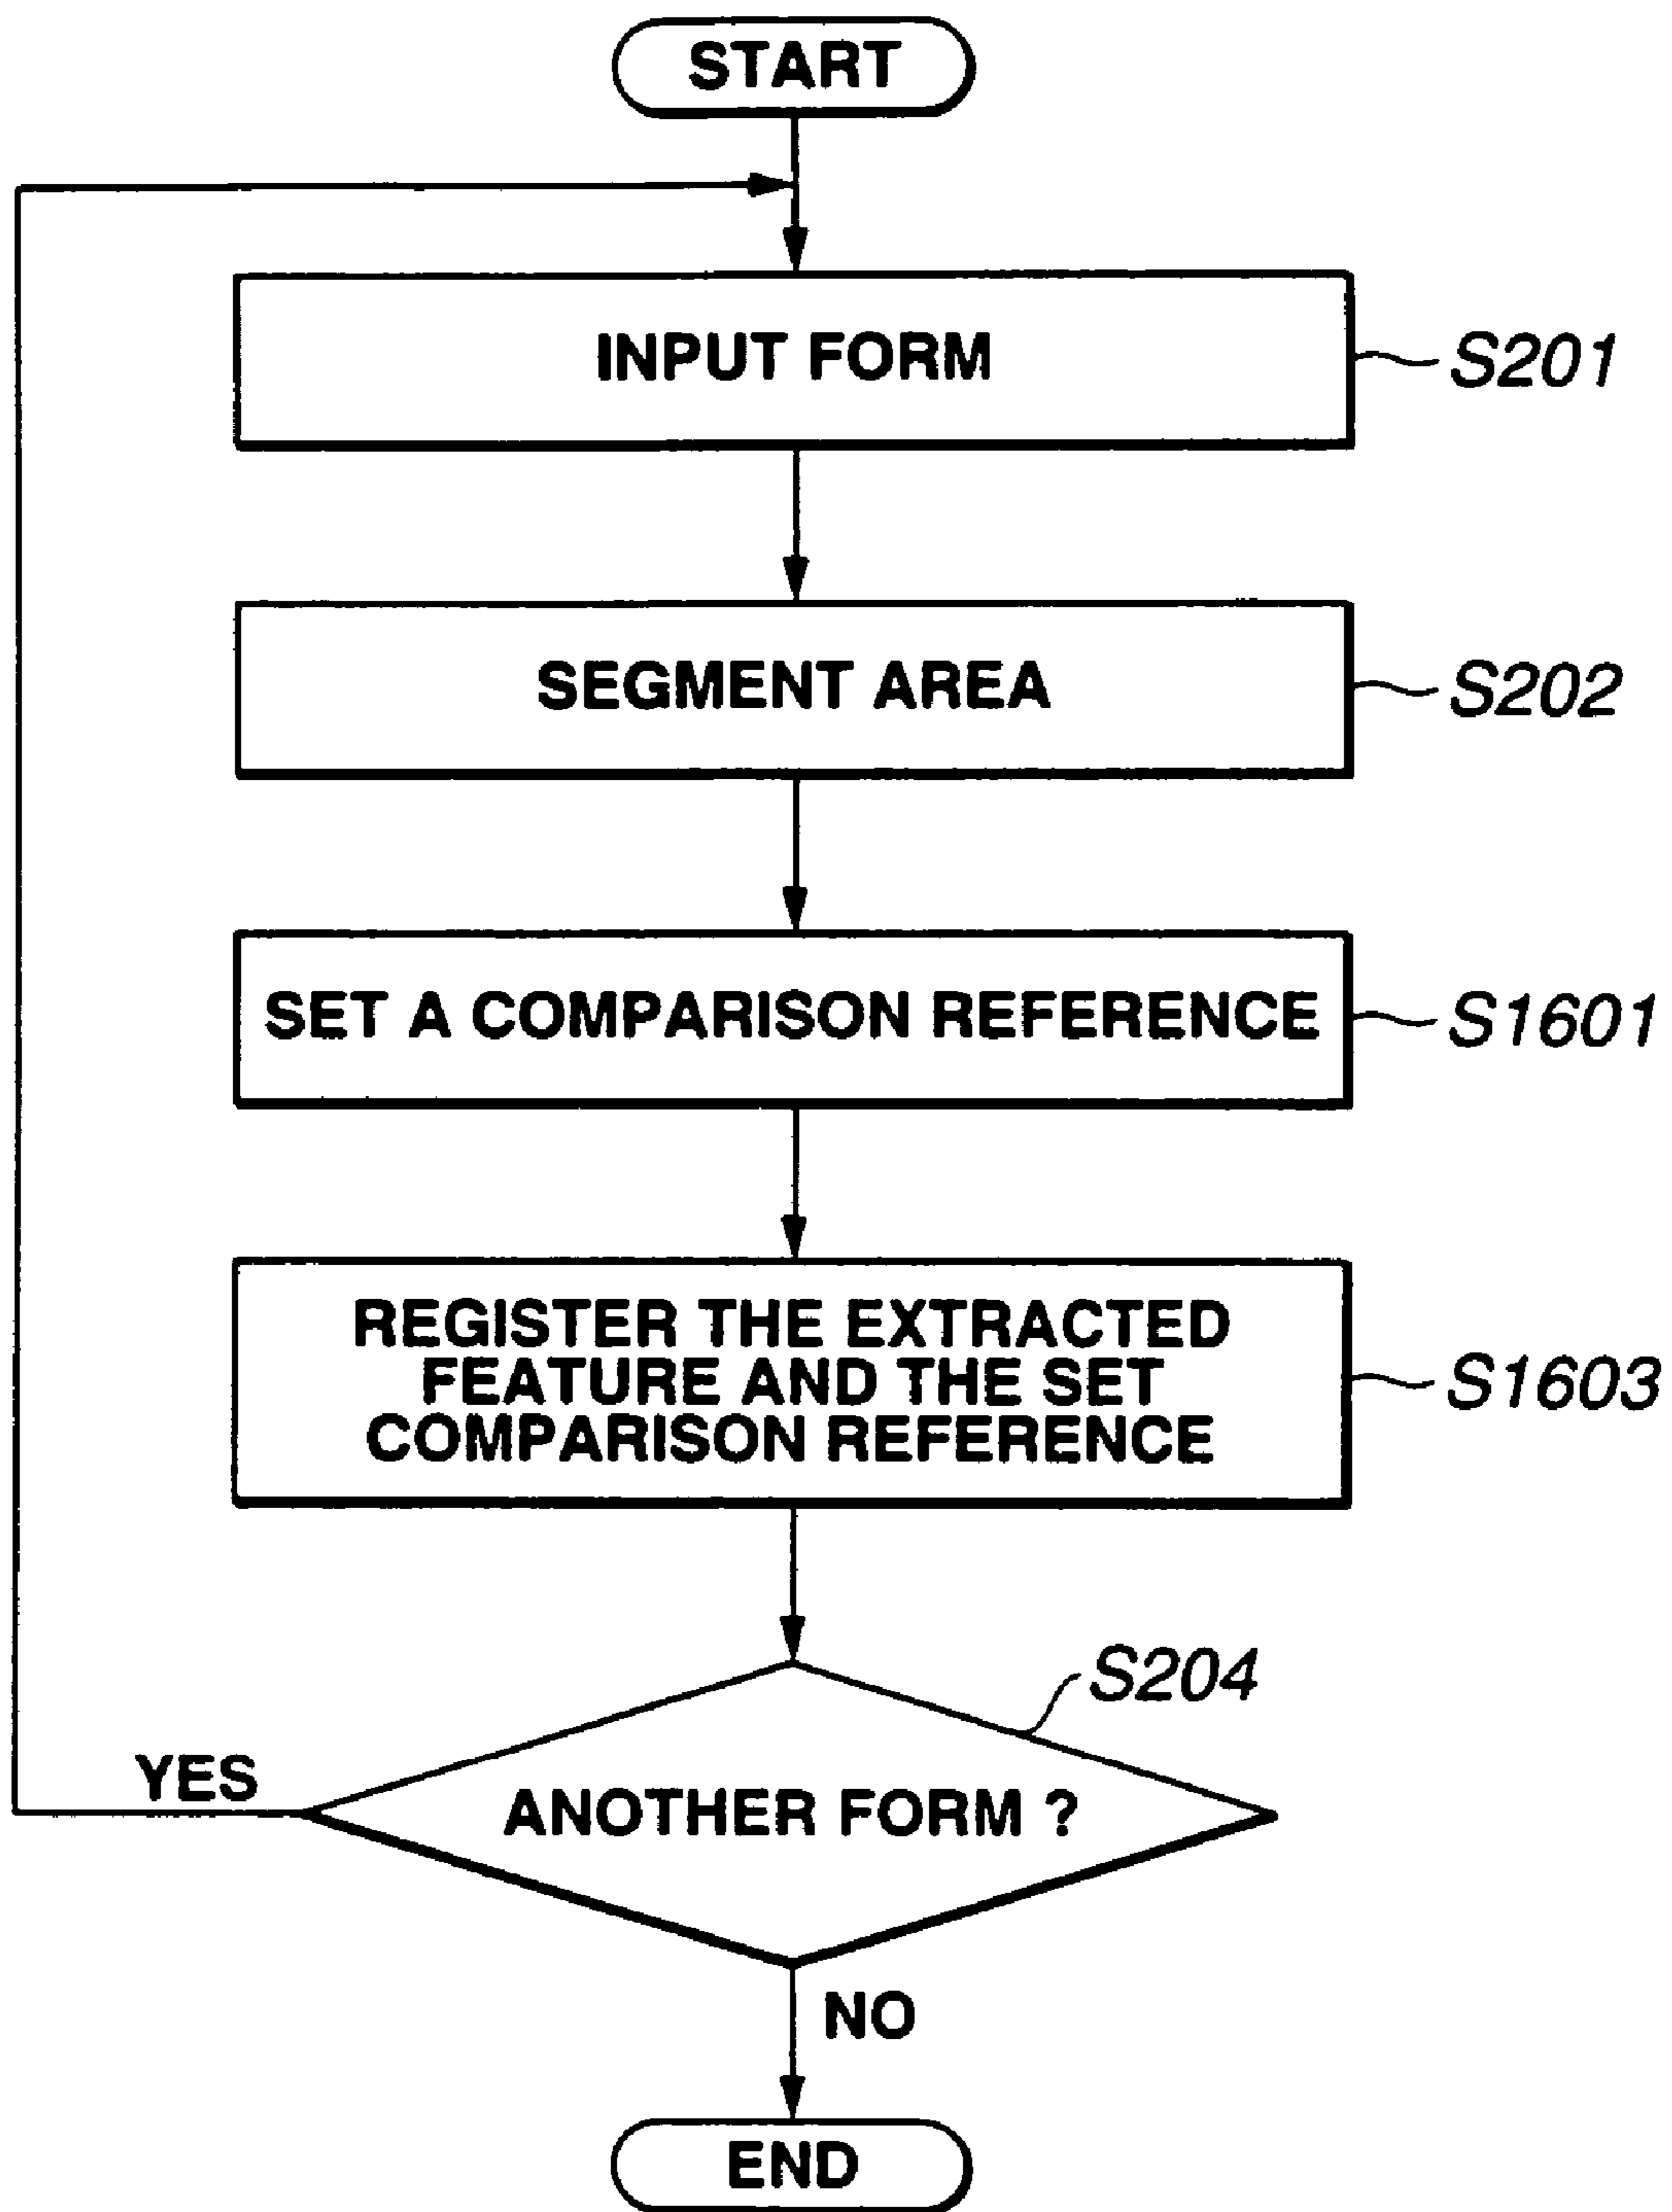 START
INPUT FORM
S201
SEGMENT AREA
S202
SET A COMPARISON REFERENCE
S1601
REGISTER THE EXTRACTED
FEATURE AND THE SET
COMPARISON REFERENCE
S1603
S204
YES
ANOTHER FORM ?
NO
END